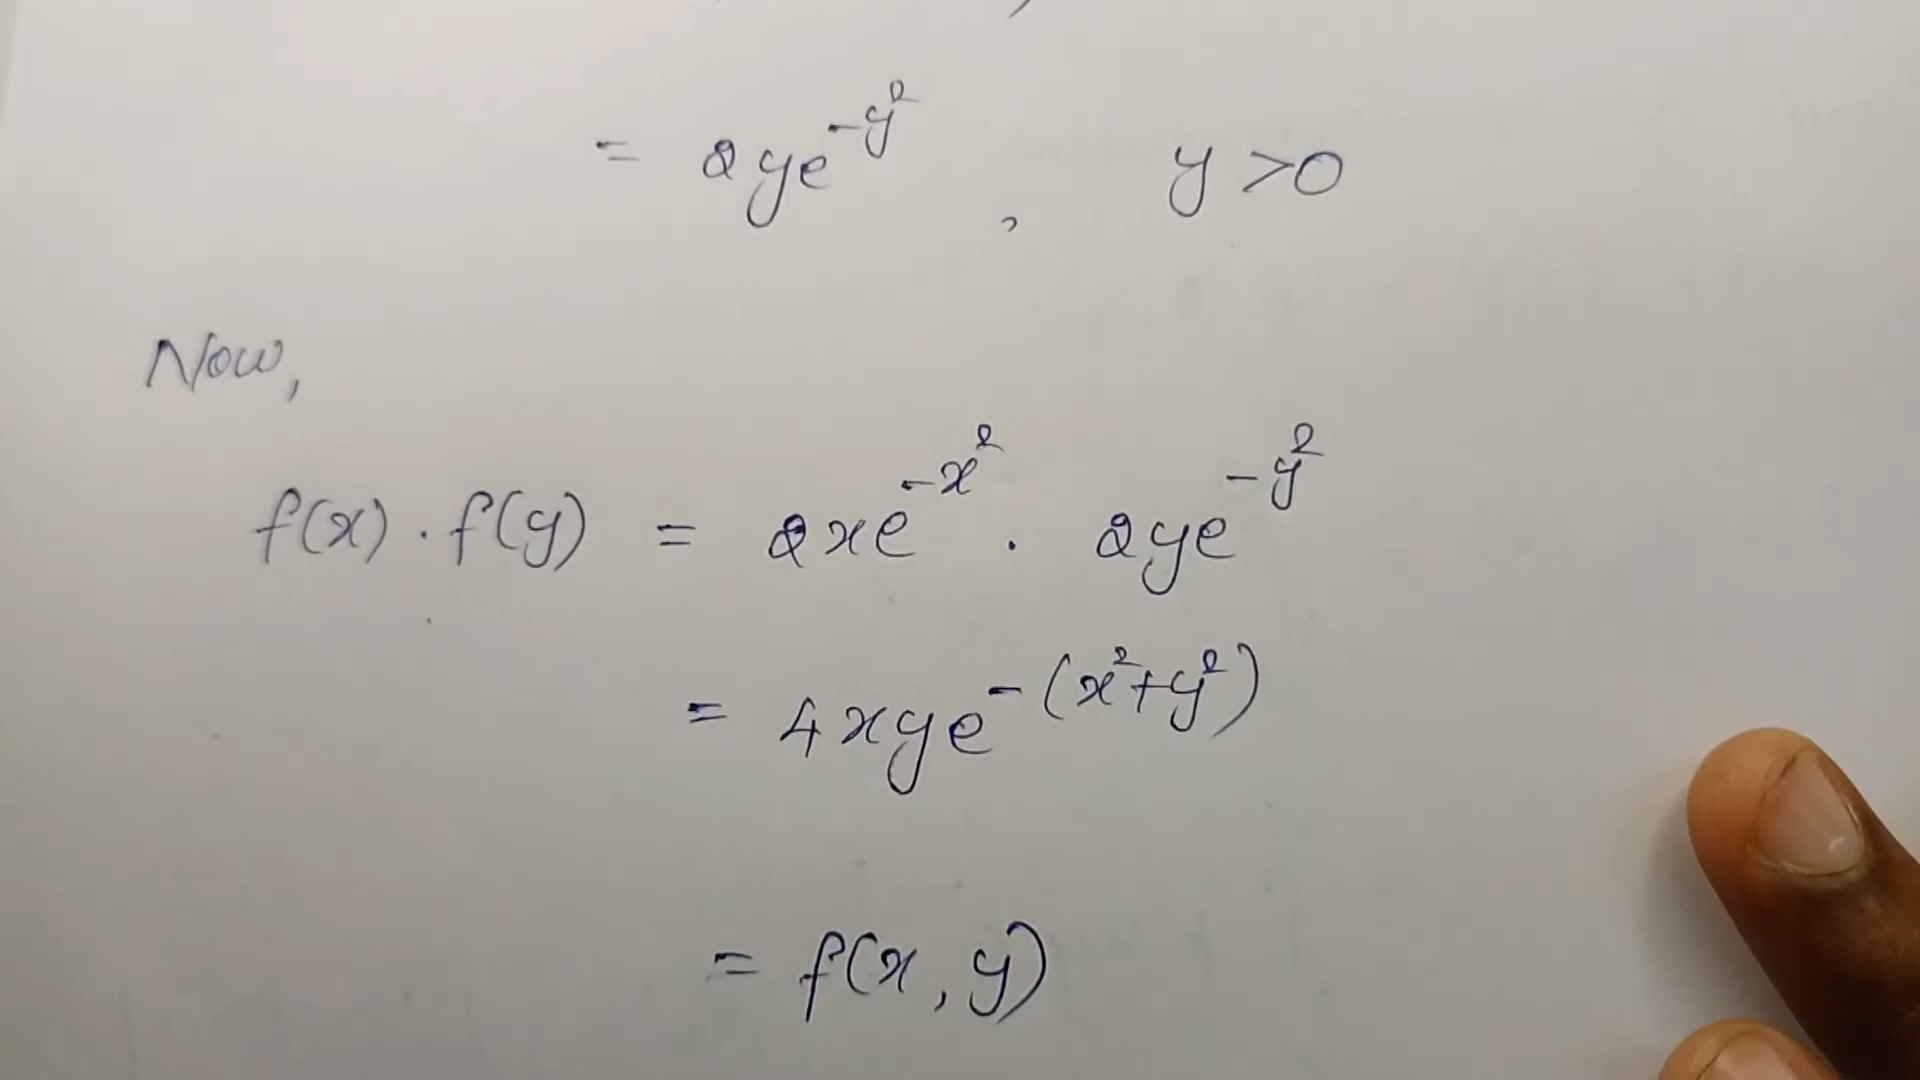 = 2ye^{-y^2} , y > 0
Now,
f(x) . f(y) = 2xe^{-x^2} . 2ye^{-y^2}
= 4xye^{-(x^2+y^2)}
= f(x, y)